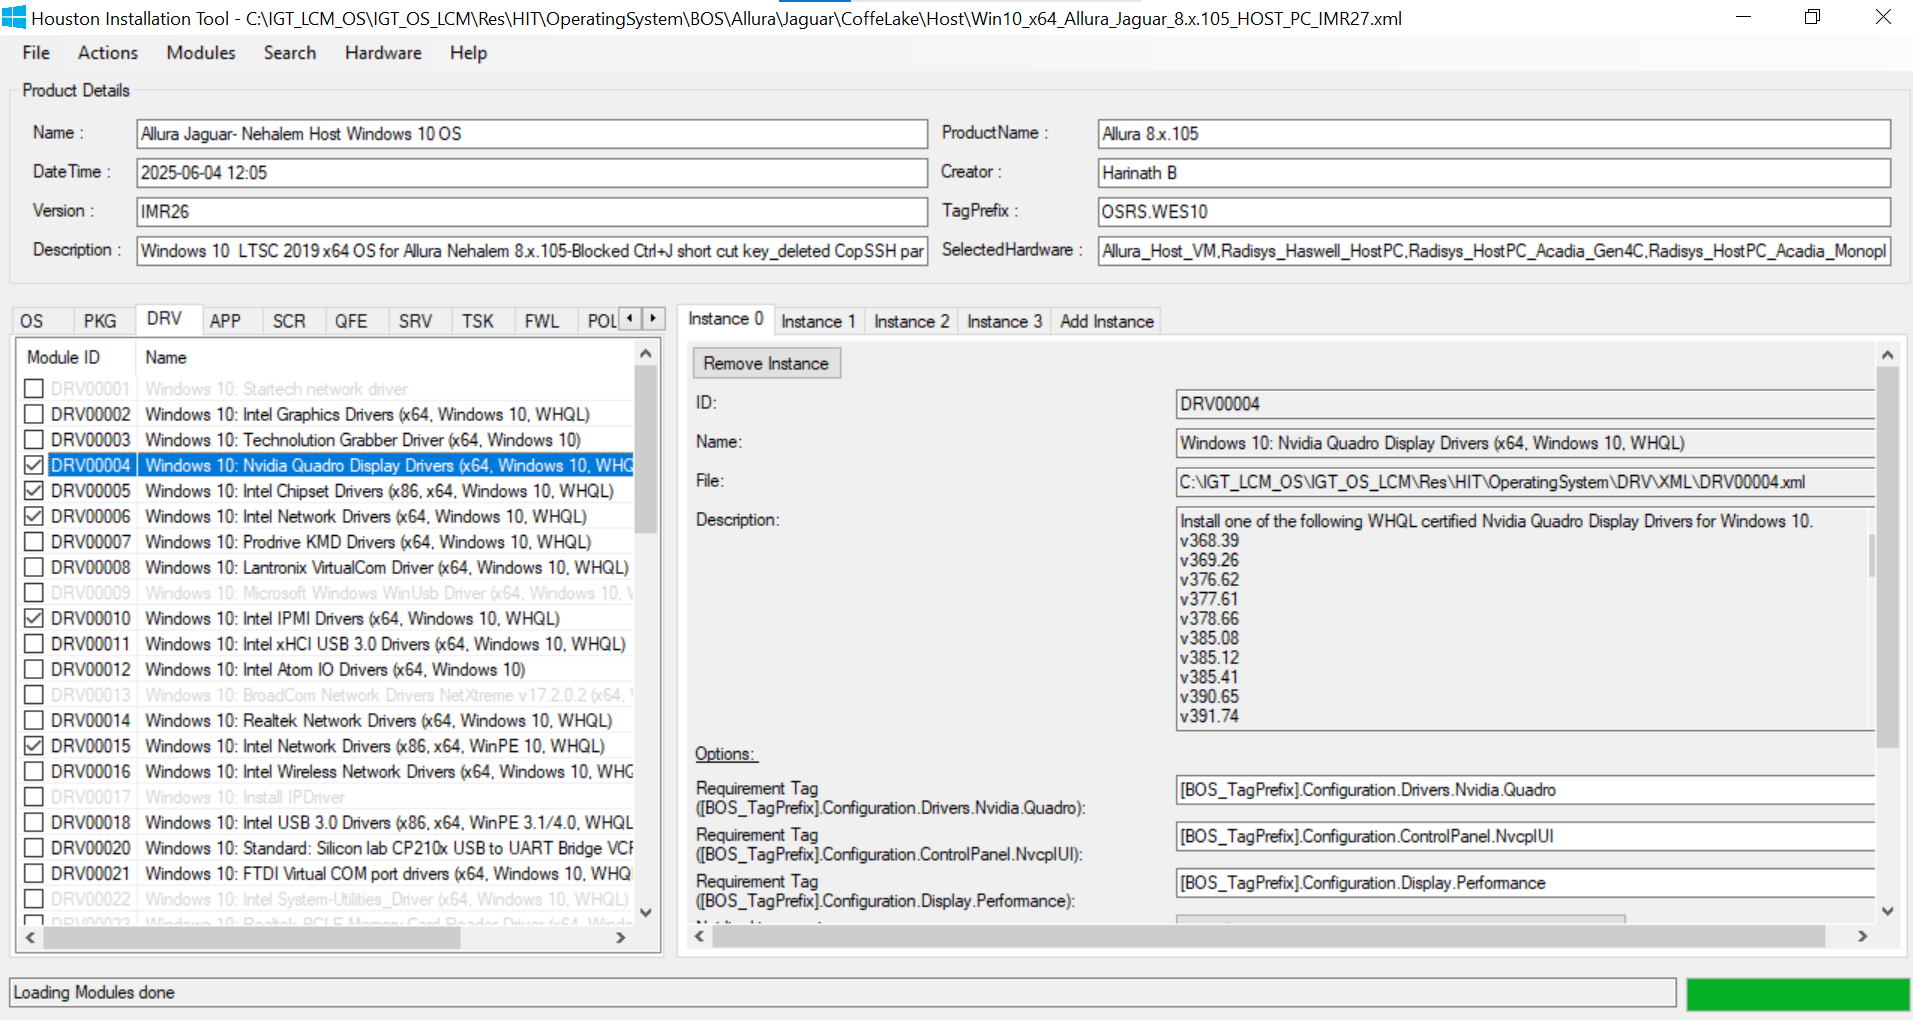 Houston Installation Tool - C:\IGT_LCM_OS\IGT_OS_LCM\Res\HIT\OperatingSystem\BOS\Allura\Jaguar\CoffeLake\Host\Win10_x64_Allura_Jaguar_8.x.105_HOST_PC_IMR27.xml
File Actions Modules Search Hardware Help
Product Details
Name : Allura Jaguar- Nehalem Host Windows 10 OS
ProductName : Allura 8.x.105
DateTime : 2025-06-04 12:05
Creator : Harinath B
Version : IMR26
TagPrefix : OSRS.WES10
Description : Windows 10 LTSC 2019 x64 OS for Allura Nehalem 8.x.105-Blocked Ctrl+J short cut key_deleted CopSSH par
SelectedHardware : Allura_Host_VM,Radisys_Haswell_HostPC,Radisys_HostPC_Acadia_Gen4C,Radisys_HostPC_Acadia_Monopl
OS PKG DRV APP SCR QFE SRV TSK FWL POL
Module ID Name
DRV00001 Windows 10: Startech network driver
DRV00002 Windows 10: Intel Graphics Drivers (x64, Windows 10, WHQL)
DRV00003 Windows 10: Technolution Grabber Driver (x64, Windows 10)
DRV00004 Windows 10: Nvidia Quadro Display Drivers (x64, Windows 10, WHQ
DRV00005 Windows 10: Intel Chipset Drivers (x86, x64, Windows 10, WHQL)
DRV00006 Windows 10: Intel Network Drivers (x64, Windows 10, WHQL)
DRV00007 Windows 10: Prodrive KMD Drivers (x64, Windows 10, WHQL)
DRV00008 Windows 10: Lantronix VirtualCom Driver (x64, Windows 10, WHQL)
DRV00009 Windows 10: Microsoft Windows WinUsb Driver (x64, Windows 10, V
DRV00010 Windows 10: Intel IPMI Drivers (x64, Windows 10, WHQL)
DRV00011 Windows 10: Intel xHCI USB 3.0 Drivers (x64, Windows 10, WHQL)
DRV00012 Windows 10: Intel Atom IO Drivers (x64, Windows 10)
DRV00013 Windows 10: BroadCom Network Drivers NetXtreme v17.2.0.2 (x64,
DRV00014 Windows 10: Realtek Network Drivers (x64, Windows 10, WHQL)
DRV00015 Windows 10: Intel Network Drivers (x86, x64, WinPE 10, WHQL)
DRV00016 Windows 10: Intel Wireless Network Drivers (x64, Windows 10, WHQ
DRV00017 Windows 10: Install IPDriver
DRV00018 Windows 10: Intel USB 3.0 Drivers (x86, x64, WinPE 3.1/4.0, WHQL
DRV00020 Windows 10: Standard: Silicon lab CP210x USB to UART Bridge VCP
DRV00021 Windows 10: FTDI Virtual COM port drivers (x64, Windows 10, WHQL
DRV00022 Windows 10: Intel System-Utilities_Driver (x64, Windows 10, WHQL)
DRV00023 Windows 10: Realtek PCI-E Memory Card Reader Driver (x64, Windo
Instance 0 Instance 1 Instance 2 Instance 3 Add Instance
Remove Instance
ID: DRV00004
Name: Windows 10: Nvidia Quadro Display Drivers (x64, Windows 10, WHQL)
File: C:\IGT_LCM_OS\IGT_OS_LCM\Res\HIT\OperatingSystem\DRV\XML\DRV00004.xml
Description: Install one of the following WHQL certified Nvidia Quadro Display Drivers for Windows 10.
v368.39
v369.26
v376.62
v377.61
v378.66
v385.08
v385.12
v385.41
v390.65
v391.74
Options:
Requirement Tag
([BOS_TagPrefix].Configuration.Drivers.Nvidia.Quadro): [BOS_TagPrefix].Configuration.Drivers.Nvidia.Quadro
Requirement Tag
([BOS_TagPrefix].Configuration.ControlPanel.NvcplUI): [BOS_TagPrefix].Configuration.ControlPanel.NvcplUI
Requirement Tag
([BOS_TagPrefix].Configuration.Display.Performance): [BOS_TagPrefix].Configuration.Display.Performance
Loading Modules done